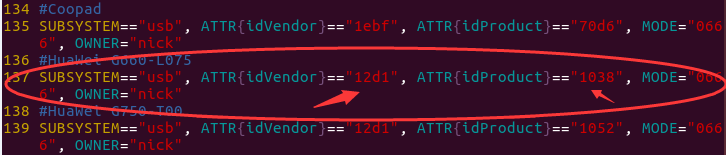 134 #Coopad
135 SUBSYSTEM=="usb", ATTR{idVendor}=="1ebf", ATTR{idProduct}=="70d6", MODE="066
6", OWNER="nick"
136 #HuaWei G660-L075
137 SUBSYSTEM=="usb", ATTR{idVendor}=="12d1", ATTR{idProduct}=="1038", MODE="066
6", OWNER="nick"
138 #HuaWei G750-T00
139 SUBSYSTEM=="usb", ATTR{idVendor}=="12d1", ATTR{idProduct}=="1052", MODE="066
6", OWNER="nick"